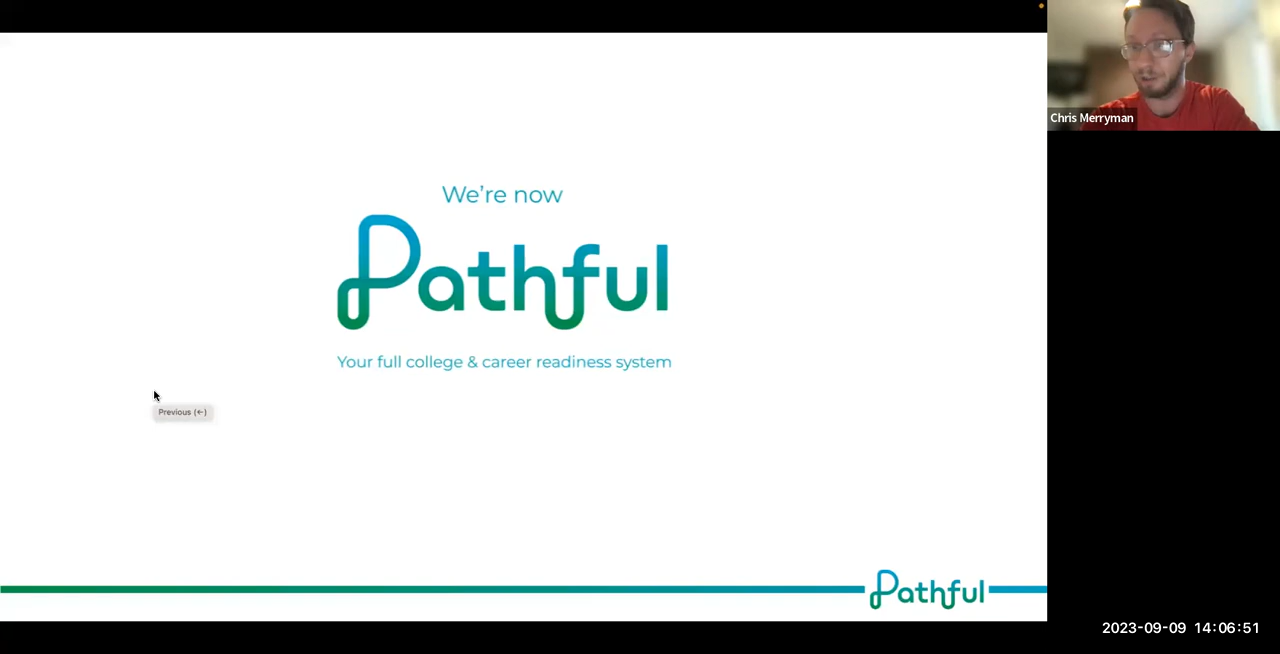 We're now
Pathful
Your full college & career readiness system
Previous (←)
Pathful
Chris Merryman
2023-09-09 14:06:51